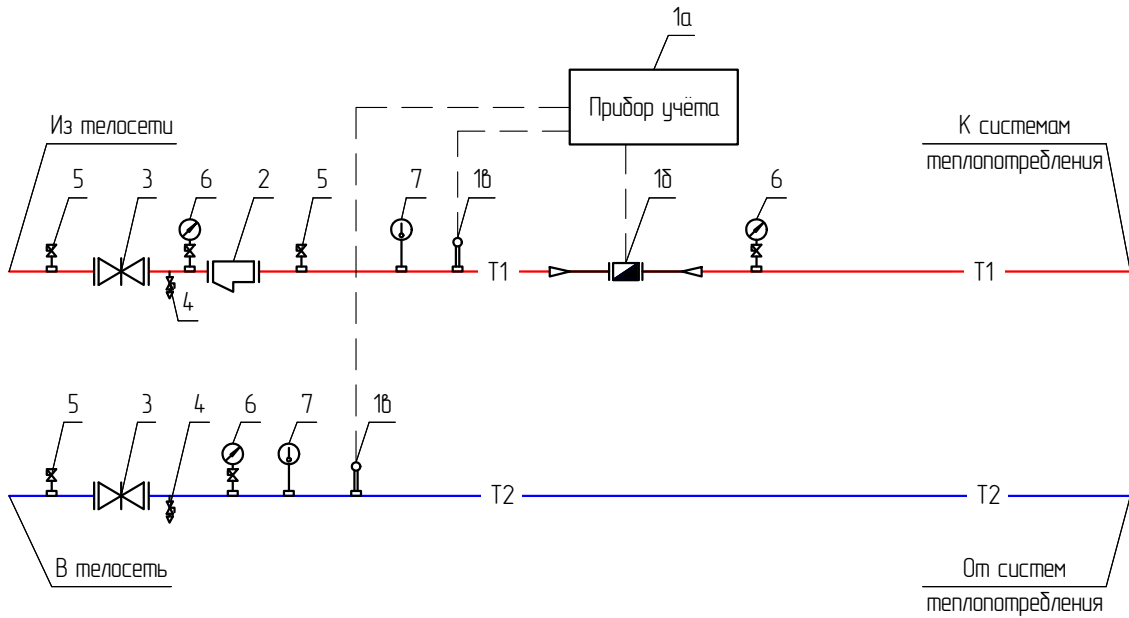 1а
Прибор учёта
Из телосети
К системам
теплопотребления
5
3
6
2
5
7
1в
1б
6
Т1
Т1
4
5
3
4
6
7
1в
Т2
Т2
В телосеть
От систем
теплопотребления